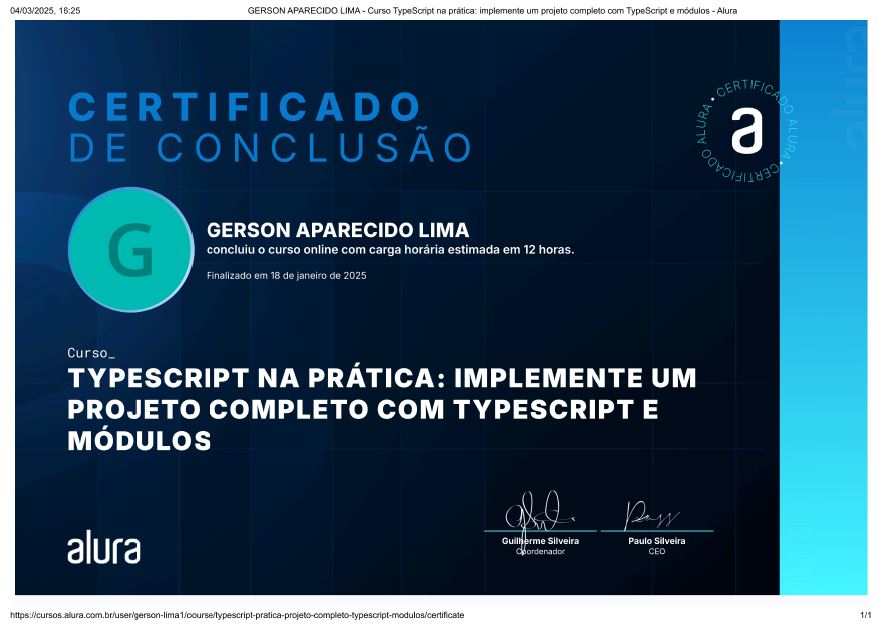 04/03/2025, 16:25
GERSON APARECIDO LIMA - Curso TypeScript na prática: implemente um projeto completo com TypeScript e módulos - Alura
CERTIFICADO
DE CONCLUSÃO
CERTIFICADO ALURA • CERTIFICADO ALURA •
a
alura
G
GERSON APARECIDO LIMA
concluiu o curso online com carga horária estimada em 12 horas.
Finalizado em 18 de janeiro de 2025
Curso_
TYPESCRIPT NA PRÁTICA: IMPLEMENTE UM
PROJETO COMPLETO COM TYPESCRIPT E
MÓDULOS
alura
Guilherme Silveira
Coordenador
Paulo Silveira
CEO
https://cursos.alura.com.br/user/gerson-lima1/course/typescript-pratica-projeto-completo-typescript-modulos/certificate
1/1